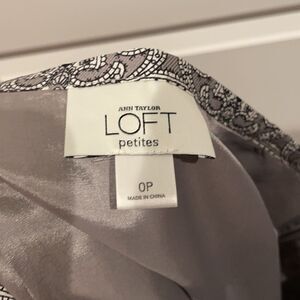 ANN TAYLOR
LOFT
petites
0P
MADE IN CHINA